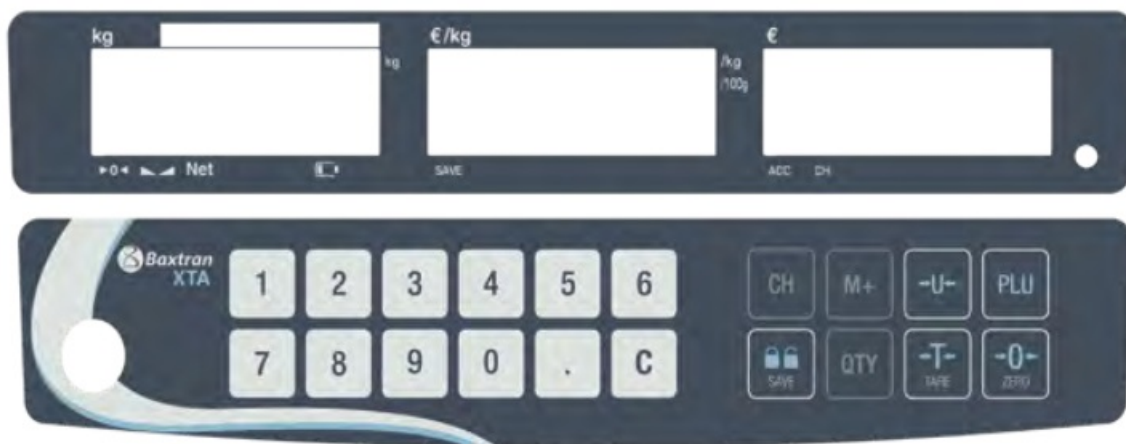 kg €/kg €
kg /kg
/100g
►0◄ Net SAVE ACC CH
Baxtran
XTA
1 2 3 4 5 6 CH M+ →U← PLU
7 8 9 0 . C SAVE QTY →T← TARE →0← ZERO